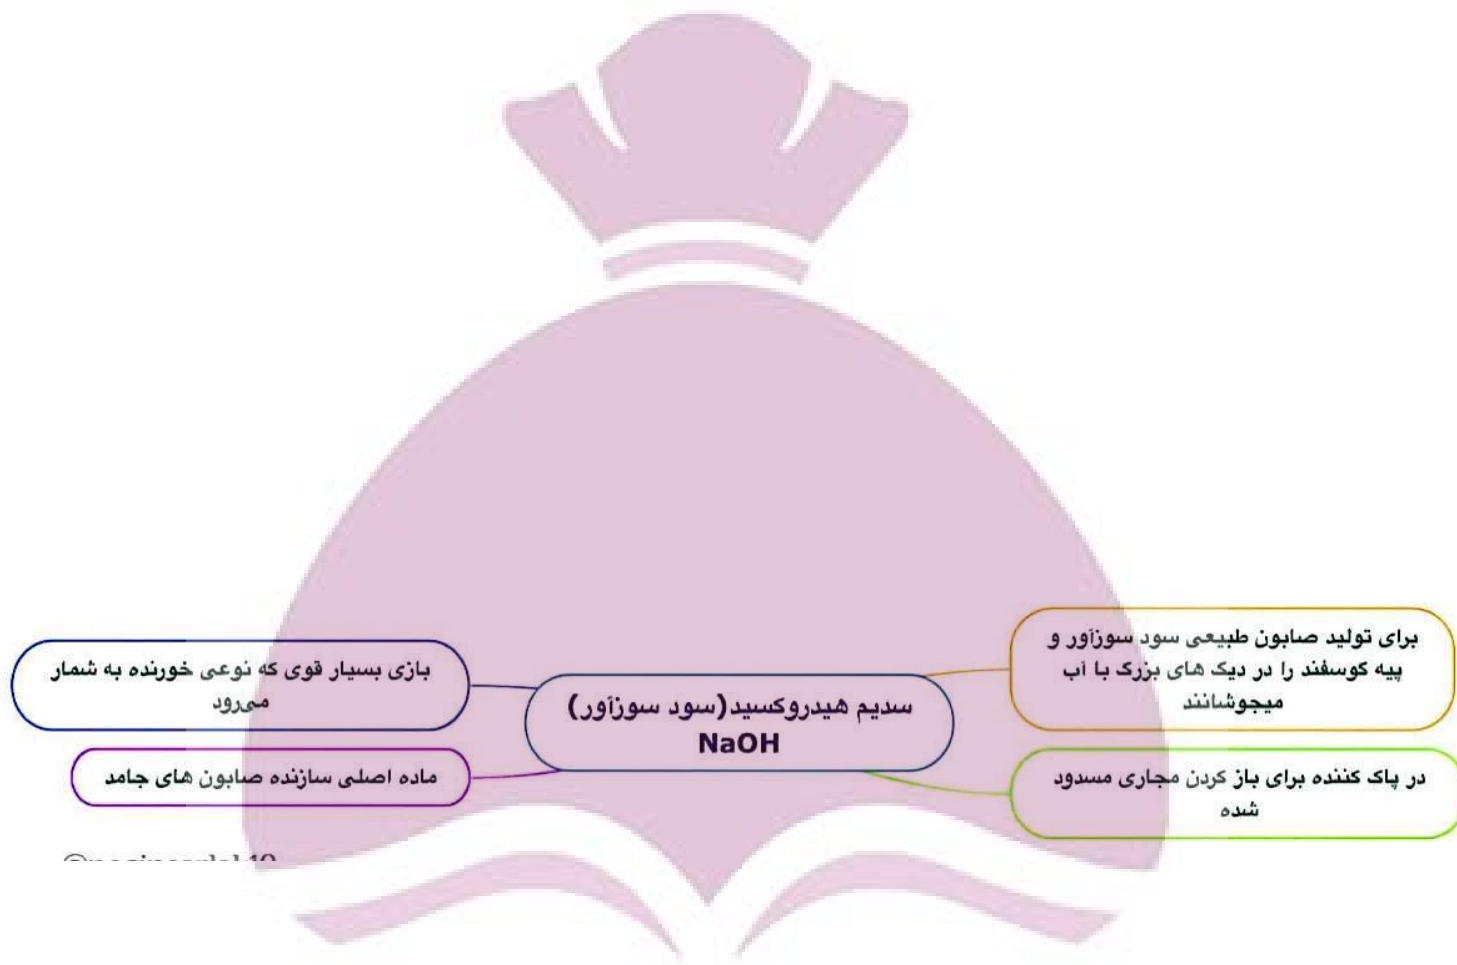 برای تولید صابون طبیعی سود سوزآور و
پیه گوسفند را در دیگ های بزرگ با آب
میجوشانند
بازی بسیار قوی که نوعی خورنده به شمار
می‌رود
سدیم هیدروکسید(سود سوزآور)
NaOH
در پاک کننده برای باز کردن مجاری مسدود
شده
ماده اصلی سازنده صابون های جامد